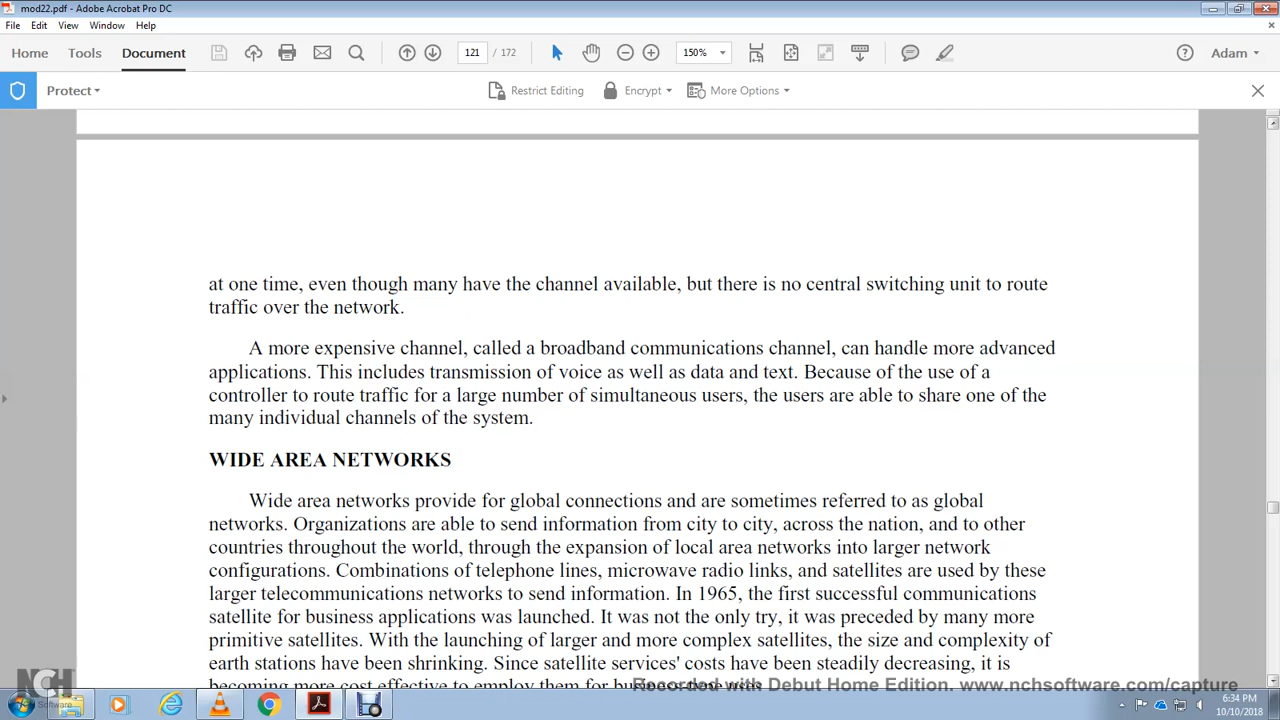 mod22.pdf - Adobe Acrobat Pro DC
File Edit View Window Help
Home Tools Document 121 / 172 150% Adam
Protect Restrict Editing Encrypt More Options
at one time, even though many have the channel available, but there is no central switching unit to route
traffic over the network.
A more expensive channel, called a broadband communications channel, can handle more advanced
applications. This includes transmission of voice as well as data and text. Because of the use of a
controller to route traffic for a large number of simultaneous users, the users are able to share one of the
many individual channels of the system.
WIDE AREA NETWORKS
Wide area networks provide for global connections and are sometimes referred to as global
networks. Organizations are able to send information from city to city, across the nation, and to other
countries throughout the world, through the expansion of local area networks into larger network
configurations. Combinations of telephone lines, microwave radio links, and satellites are used by these
larger telecommunications networks to send information. In 1965, the first successful communications
satellite for business applications was launched. It was not the only try, it was preceded by many more
primitive satellites. With the launching of larger and more complex satellites, the size and complexity of
earth stations have been shrinking. Since satellite services' costs have been steadily decreasing, it is
becoming more cost effective to employ them for business
Recorded with Debut Home Edition. www.nchsoftware.com/capture
NCH
Software
6:34 PM
10/10/2018